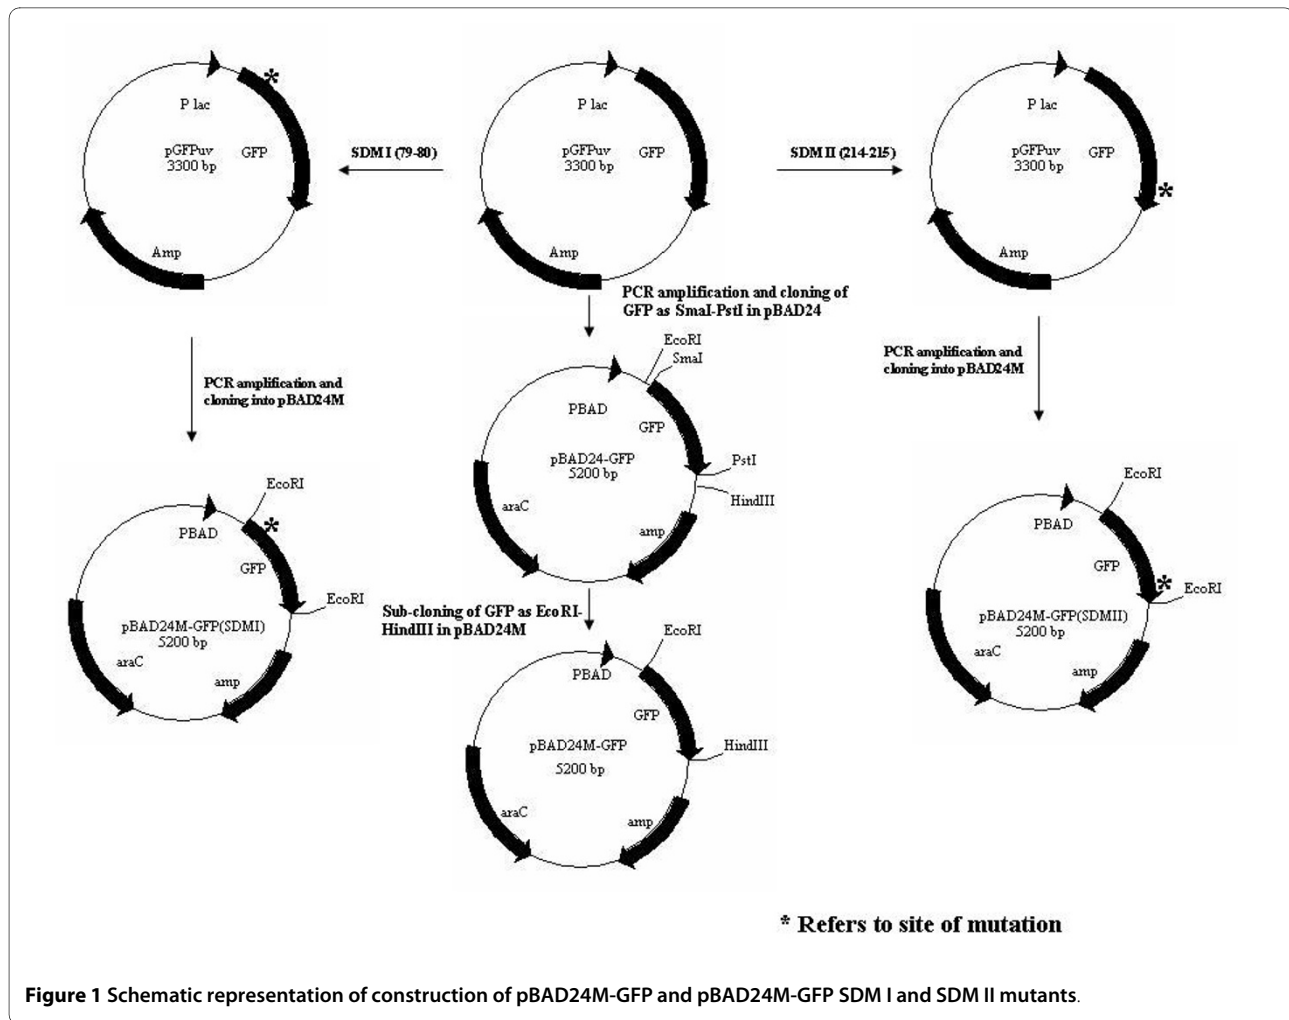 *
P lac
pGFPuv GFP
3300 bp
Amp
SDM I (79-80)
P lac
pGFPuv GFP
3300 bp
Amp
SDM II (214-215)
P lac
pGFPuv GFP
3300 bp
*
Amp
PCR amplification and cloning of
GFP as SmaI-PstI in pBAD24
PCR amplification and
cloning into pBAD24M
PCR amplification and
cloning into pBAD24M
EcoRI
SmaI
PBAD
GFP
pBAD24-GFP
5200 bp
PstI
HindIII
araC
amp
EcoRI
*
PBAD
GFP
EcoRI
pBAD24M-GFP(SDMI)
5200 bp
araC
amp
Sub-cloning of GFP as EcoRI-
HindIII in pBAD24M
EcoRI
PBAD
GFP
HindIII
pBAD24M-GFP
5200 bp
araC
amp
EcoRI
PBAD
GFP
*
EcoRI
pBAD24M-GFP(SDMII)
5200 bp
araC
amp
* Refers to site of mutation
Figure 1 Schematic representation of construction of pBAD24M-GFP and pBAD24M-GFP SDM I and SDM II mutants.